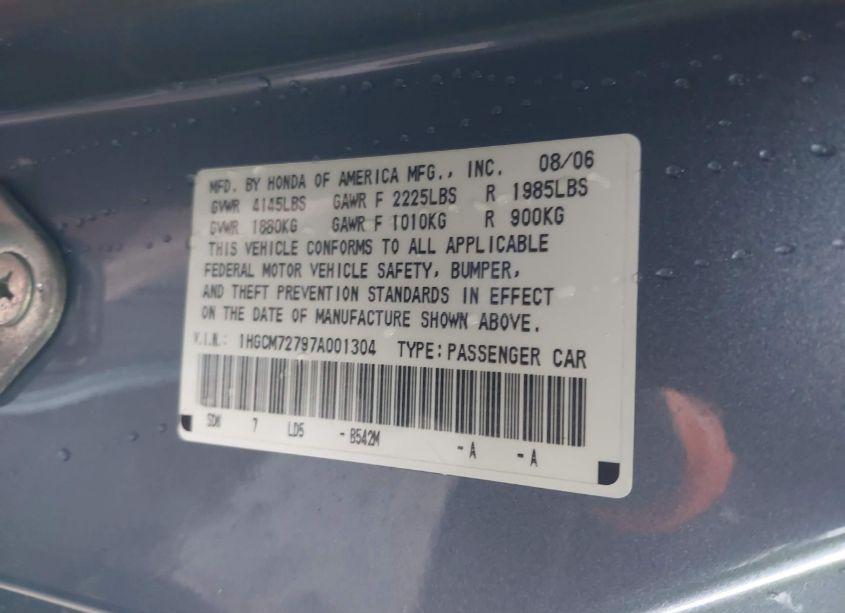 MFD. BY HONDA OF AMERICA MFG., INC. 08/06
GVWR 4145LBS GAWR F 2225LBS R 1985LBS
GVWR 1880KG GAWR F 1010KG R 900KG
THIS VEHICLE CONFORMS TO ALL APPLICABLE
FEDERAL MOTOR VEHICLE SAFETY, BUMPER,
AND THEFT PREVENTION STANDARDS IN EFFECT
ON THE DATE OF MANUFACTURE SHOWN ABOVE.
V.I.N.: 1HGCM72797A001304 TYPE: PASSENGER CAR
SDN 7 LD5 - B542M - A - A